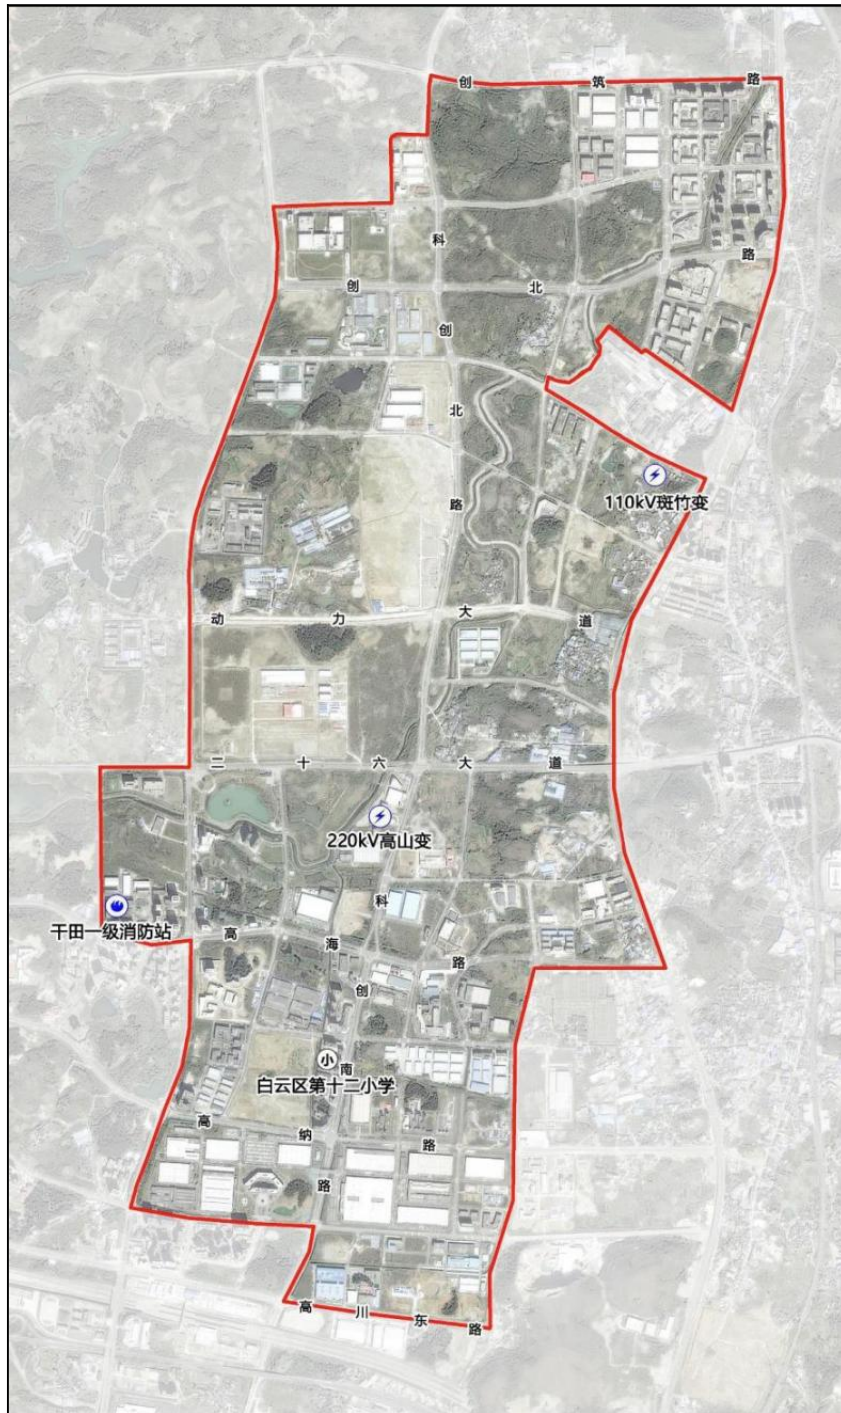 创筑路
科创北路
创北路
110kV斑竹变
动力大道
二十六大道
220kV高山变
干田一级消防站
高海路
科创南路
白云区第十二小学
高纳路
高川东路